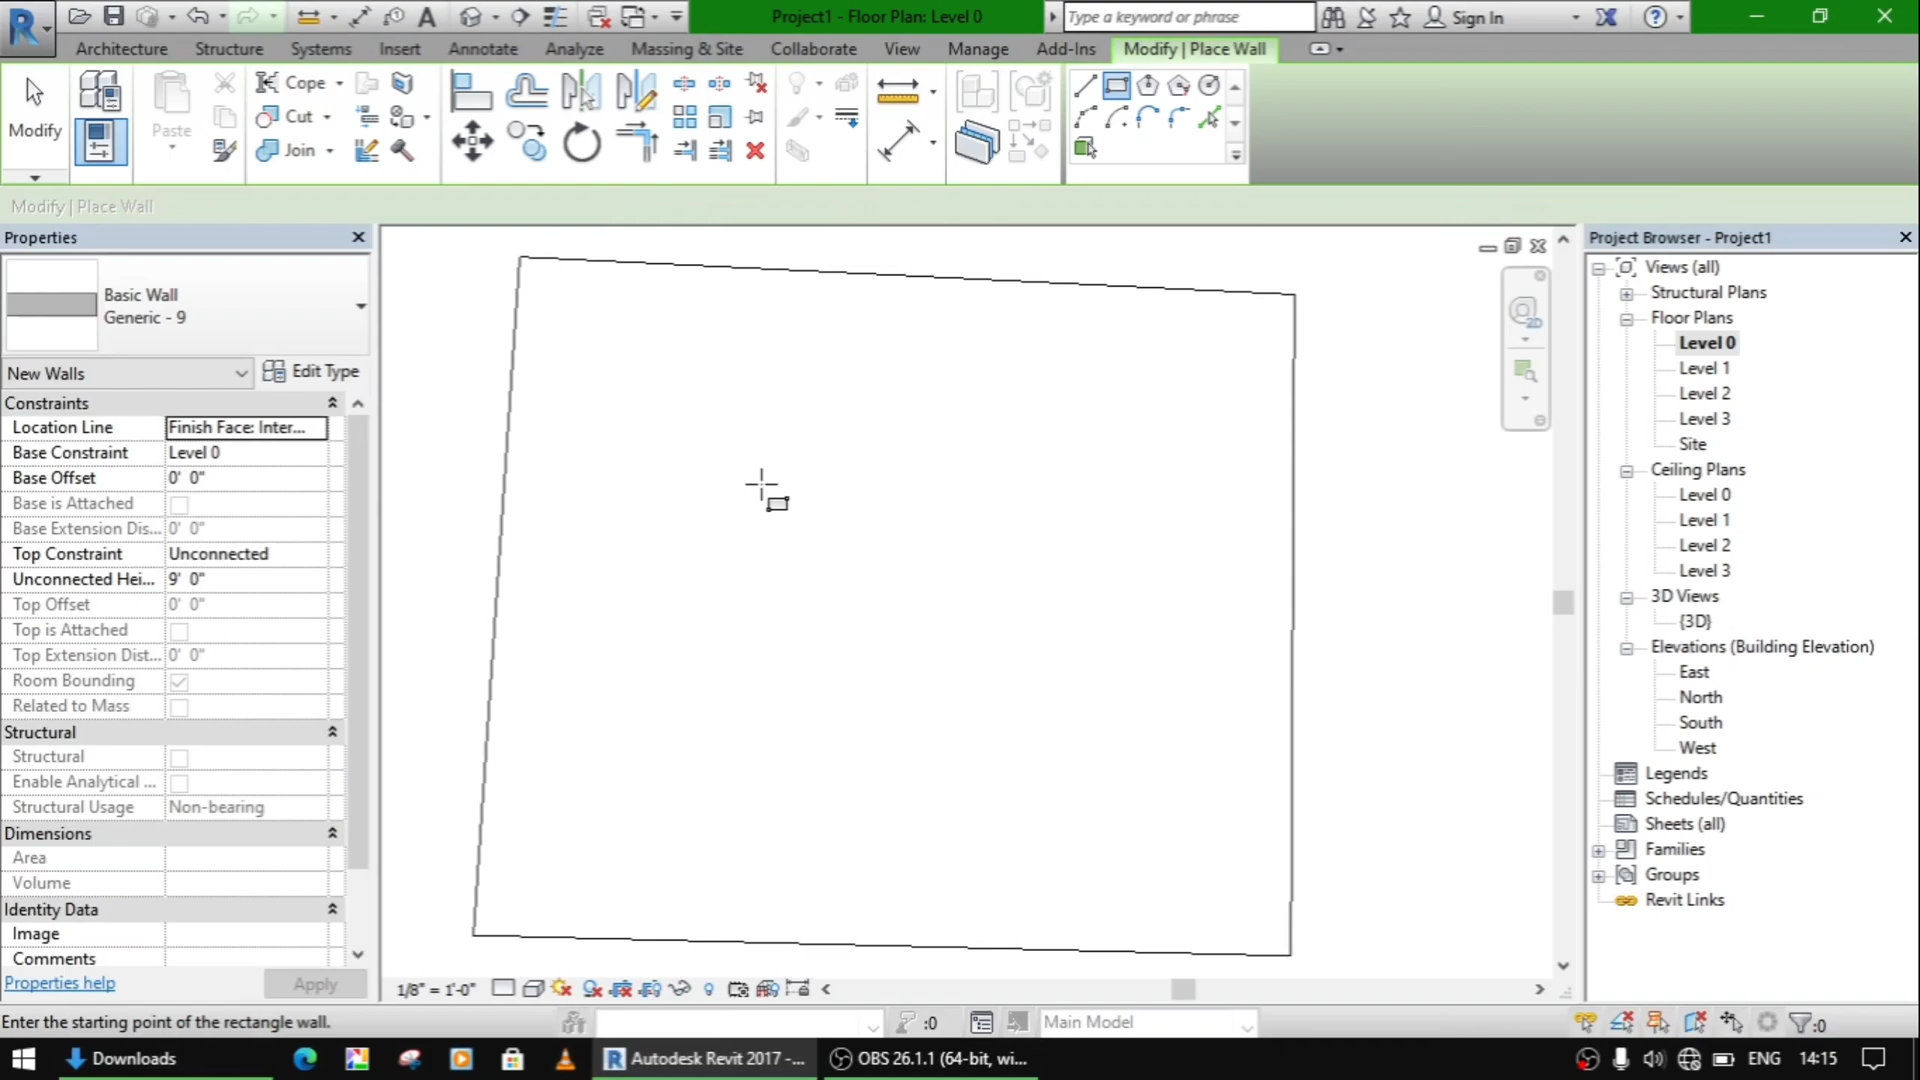 Project1 - Floor Plan: Level 0
Type a keyword or phrase
Sign In
Architecture
Structure
Systems
Insert
Annotate
Analyze
Massing & Site
Collaborate
View
Manage
Add-Ins
Modify | Place Wall
Modify
Paste
Cope
Cut
Join
Modify | Place Wall
Properties
Basic Wall
Generic - 9
New Walls
Edit Type
Constraints
Location Line Finish Face: Inter...
Base Constraint Level 0
Base Offset 0' 0"
Base is Attached
Base Extension Dis... 0' 0"
Top Constraint Unconnected
Unconnected Hei... 9' 0"
Top Offset 0' 0"
Top is Attached
Top Extension Dist... 0' 0"
Room Bounding
Related to Mass
Structural
Structural
Enable Analytical ...
Structural Usage Non-bearing
Dimensions
Area
Volume
Identity Data
Image
Comments
Properties help
Apply
2D
1/8" = 1'-0"
Project Browser - Project1
Views (all)
Structural Plans
Floor Plans
Level 0
Level 1
Level 2
Level 3
Site
Ceiling Plans
Level 0
Level 1
Level 2
Level 3
3D Views
{3D}
Elevations (Building Elevation)
East
North
South
West
Legends
Schedules/Quantities
Sheets (all)
Families
Groups
Revit Links
Enter the starting point of the rectangle wall.
:0
Main Model
:0
Downloads
Autodesk Revit 2017 -...
OBS 26.1.1 (64-bit, wi...
ENG
14:15